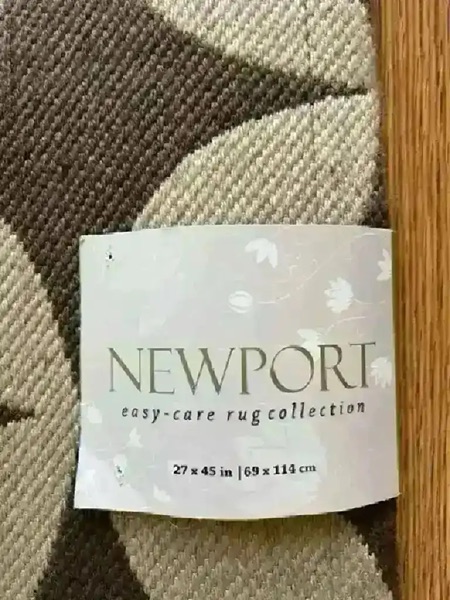 NEWPORT
easy-care rug collection
27 x 45 in | 69 x 114 cm